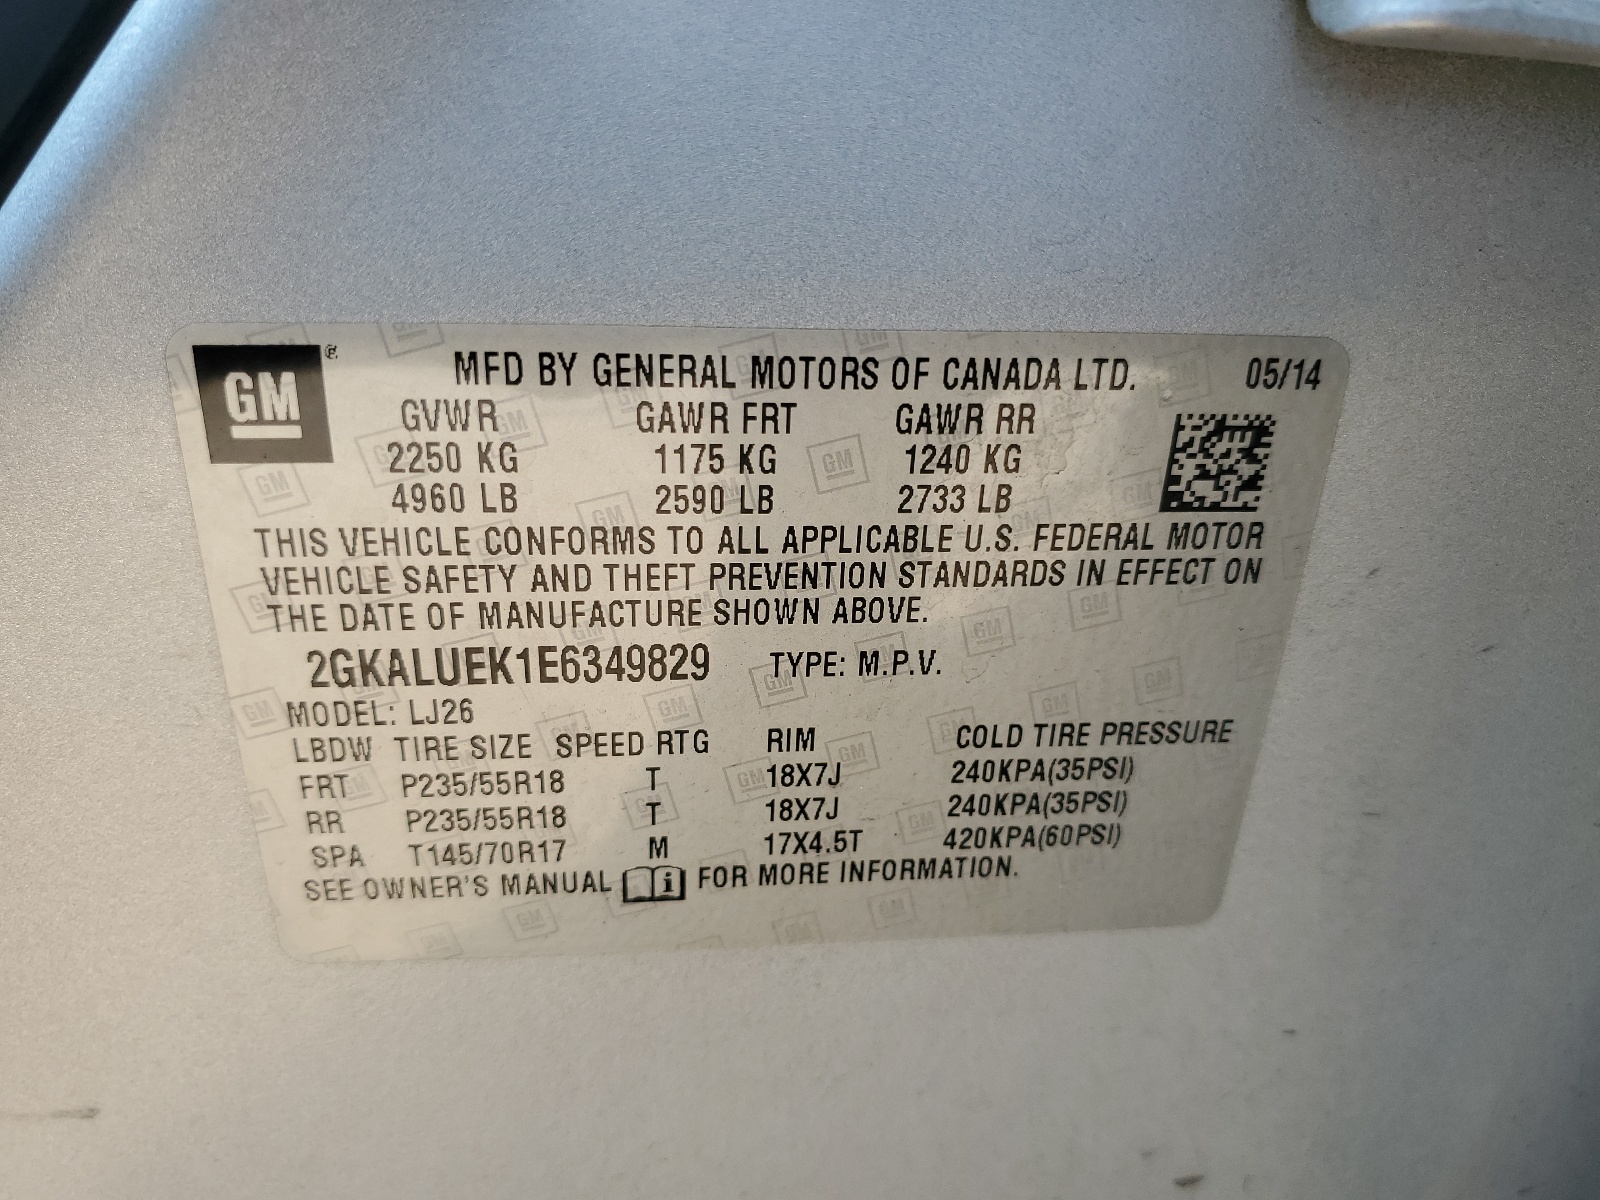 GM ®
MFD BY GENERAL MOTORS OF CANADA LTD. 05/14
GVWR GAWR FRT GAWR RR
2250 KG 1175 KG 1240 KG
4960 LB 2590 LB 2733 LB
THIS VEHICLE CONFORMS TO ALL APPLICABLE U.S. FEDERAL MOTOR
VEHICLE SAFETY AND THEFT PREVENTION STANDARDS IN EFFECT ON
THE DATE OF MANUFACTURE SHOWN ABOVE.
2GKALUEK1E6349829 TYPE: M.P.V.
MODEL: LJ26
LBDW TIRE SIZE SPEED RTG RIM COLD TIRE PRESSURE
FRT P235/55R18 T 18X7J 240KPA(35PSI)
RR P235/55R18 T 18X7J 240KPA(35PSI)
SPA T145/70R17 M 17X4.5T 420KPA(60PSI)
SEE OWNER'S MANUAL i FOR MORE INFORMATION.